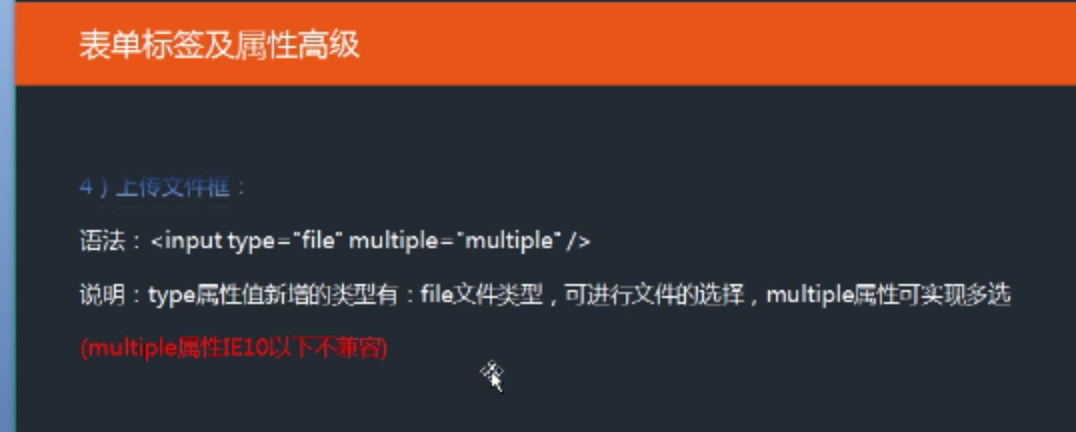 表单标签及属性高级
4）上传文件框：
语法：<input type="file" multiple="multiple" />
说明：type属性值新增的类型有：file文件类型，可进行文件的选择，multiple属性可实现多选
(multiple属性IE10以下不兼容)